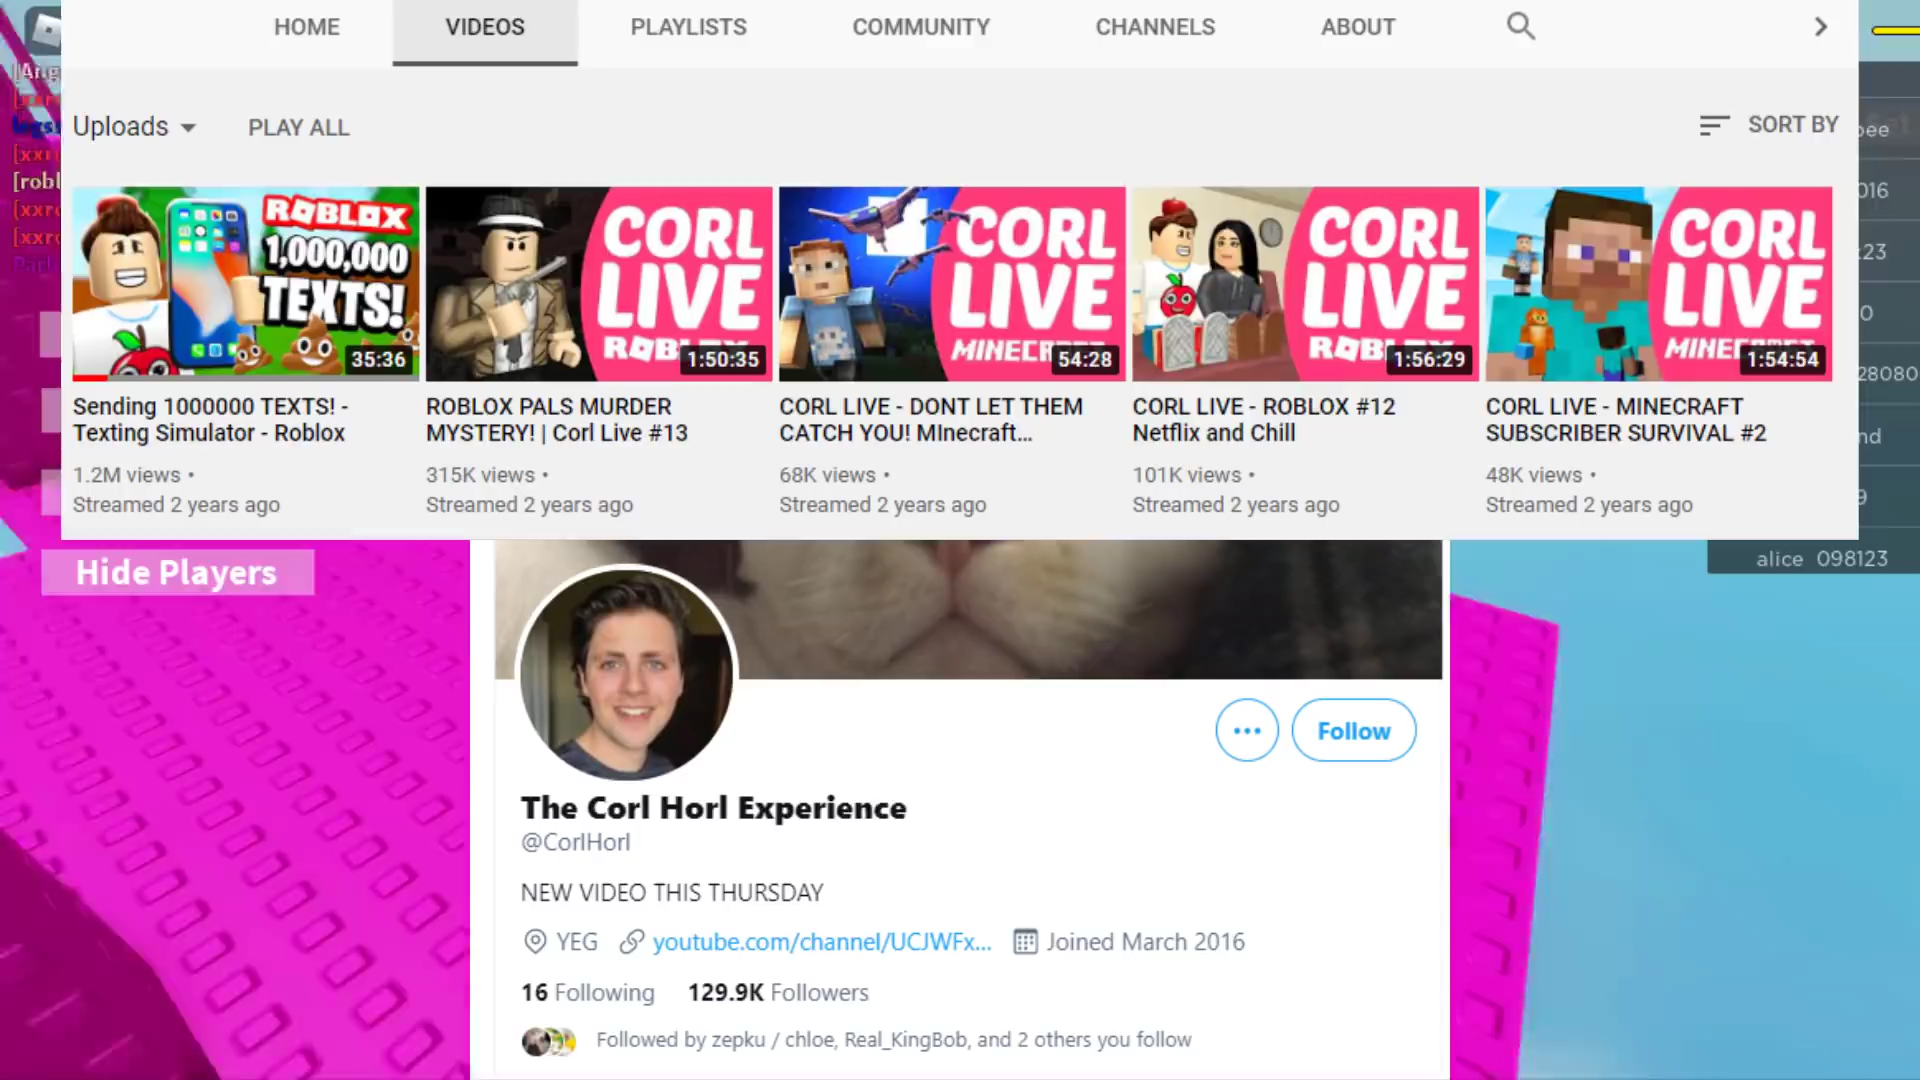 HOME
VIDEOS
PLAYLISTS
COMMUNITY
CHANNELS
ABOUT
Uploads
PLAY ALL
SORT BY
ROBLOX
1,000,000
TEXTS!
35:36
CORL
LIVE
1:50:35
CORL
LIVE
54:28
CORL
LIVE
1:56:29
CORL
LIVE
1:54:54
Sending 1000000 TEXTS! -
Texting Simulator - Roblox
1.2M views •
Streamed 2 years ago
ROBLOX PALS MURDER
MYSTERY! | Corl Live #13
315K views •
Streamed 2 years ago
CORL LIVE - DONT LET THEM
CATCH YOU! MInecraft...
68K views •
Streamed 2 years ago
CORL LIVE - ROBLOX #12
Netflix and Chill
101K views •
Streamed 2 years ago
CORL LIVE - MINECRAFT
SUBSCRIBER SURVIVAL #2
48K views •
Streamed 2 years ago
Hide Players
alice_098123
The Corl Horl Experience
@CorlHorl
NEW VIDEO THIS THURSDAY
YEG youtube.com/channel/UCJWFx... Joined March 2016
16 Following 129.9K Followers
Followed by zepku / chloe, Real_KingBob, and 2 others you follow
Follow